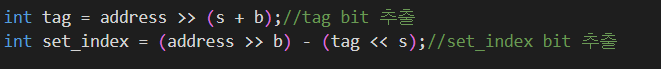 int tag = address >> (s + b);//tag bit 추출
int set_index = (address >> b) - (tag << s);//set_index bit 추출